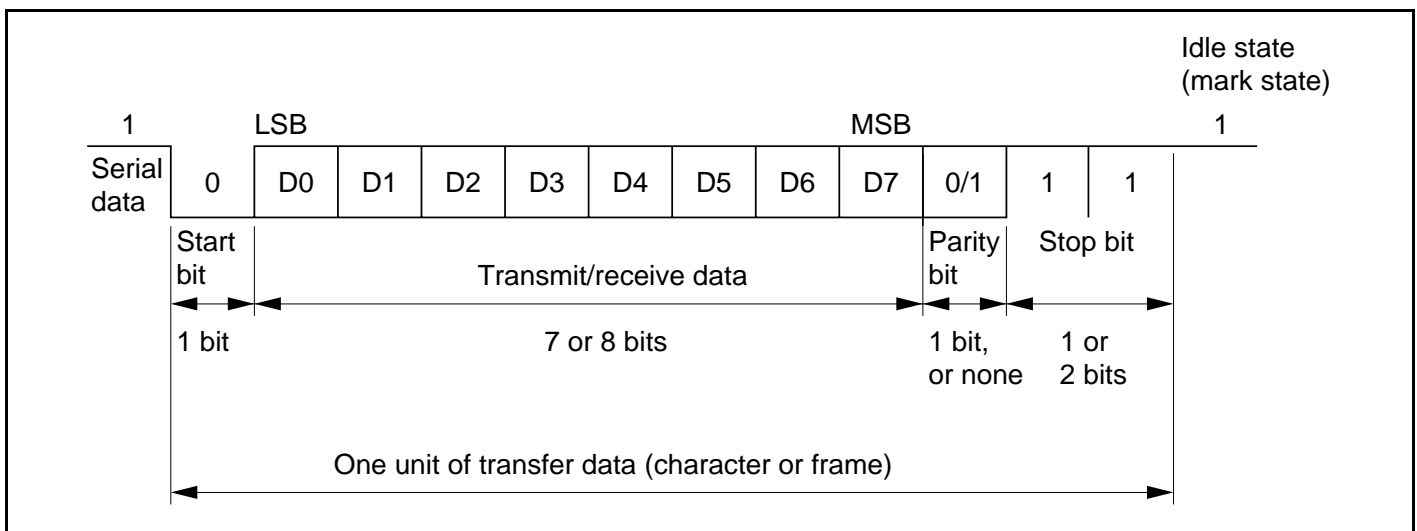 Idle state
(mark state)
1 LSB MSB 1
Serial
data
0 D0 D1 D2 D3 D4 D5 D6 D7 0/1 1 1
Start
bit
Transmit/receive data
Parity
bit
Stop bit
1 bit
7 or 8 bits
1 bit,
or none
1 or
2 bits
One unit of transfer data (character or frame)